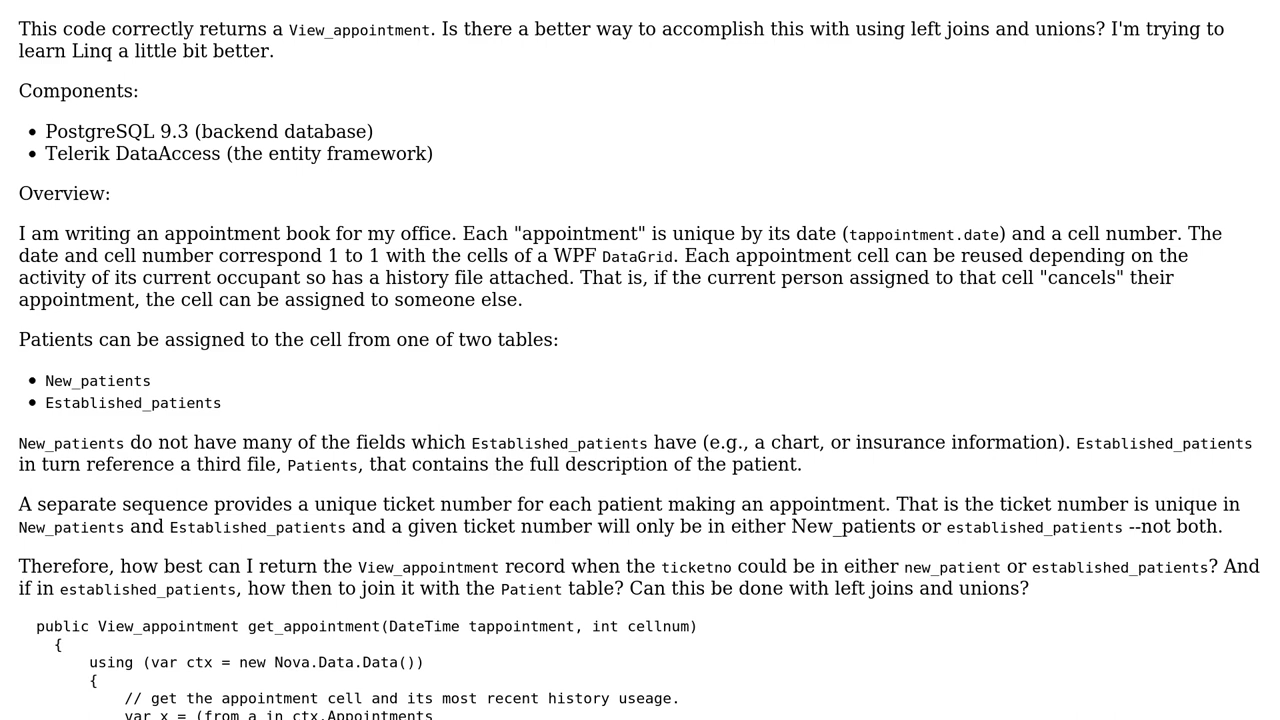 This code correctly returns a View_appointment. Is there a better way to accomplish this with using left joins and unions? I'm trying to
learn Linq a little bit better.
Components:
• PostgreSQL 9.3 (backend database)
• Telerik DataAccess (the entity framework)
Overview:
I am writing an appointment book for my office. Each "appointment" is unique by its date (tappointment.date) and a cell number. The
date and cell number correspond 1 to 1 with the cells of a WPF DataGrid. Each appointment cell can be reused depending on the
activity of its current occupant so has a history file attached. That is, if the current person assigned to that cell "cancels" their
appointment, the cell can be assigned to someone else.
Patients can be assigned to the cell from one of two tables:
• New_patients
• Established_patients
New_patients do not have many of the fields which Established_patients have (e.g., a chart, or insurance information). Established_patients
in turn reference a third file, Patients, that contains the full description of the patient.
A separate sequence provides a unique ticket number for each patient making an appointment. That is the ticket number is unique in
New_patients and Established_patients and a given ticket number will only be in either New_patients or established_patients --not both.
Therefore, how best can I return the View_appointment record when the ticketno could be in either new_patient or established_patients? And
if in established_patients, how then to join it with the Patient table? Can this be done with left joins and unions?
public View_appointment get_appointment(DateTime tappointment, int cellnum)
{
using (var ctx = new Nova.Data.Data())
{
// get the appointment cell and its most recent history useage.
var x = (from a in ctx.Appointments